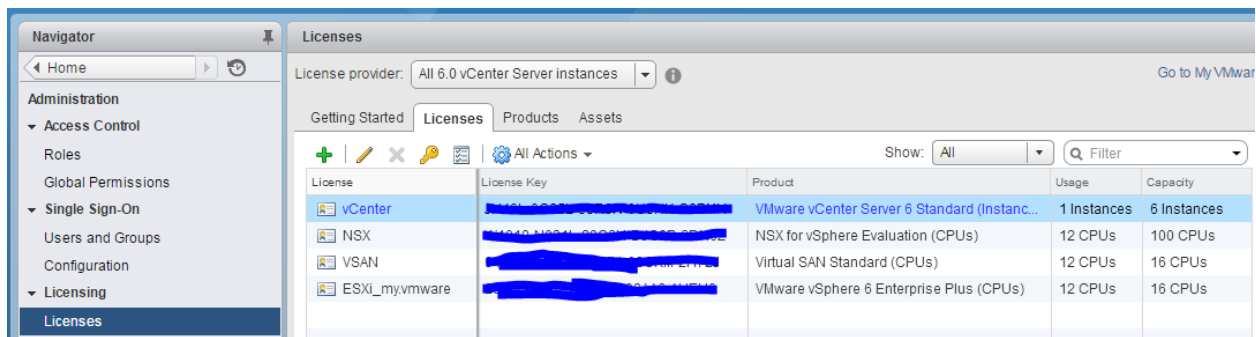 Navigator
Licenses
Home
License provider: All 6.0 vCenter Server instances
Go to My VMwar
Administration
Access Control
Roles
Global Permissions
Single Sign-On
Users and Groups
Configuration
Licensing
Licenses
Getting Started Licenses Products Assets
All Actions
Show: All
Filter
License License Key Product Usage Capacity
vCenter VMware vCenter Server 6 Standard (Instanc... 1 Instances 6 Instances
NSX NSX for vSphere Evaluation (CPUs) 12 CPUs 100 CPUs
VSAN Virtual SAN Standard (CPUs) 12 CPUs 16 CPUs
ESXi_my.vmware VMware vSphere 6 Enterprise Plus (CPUs) 12 CPUs 16 CPUs